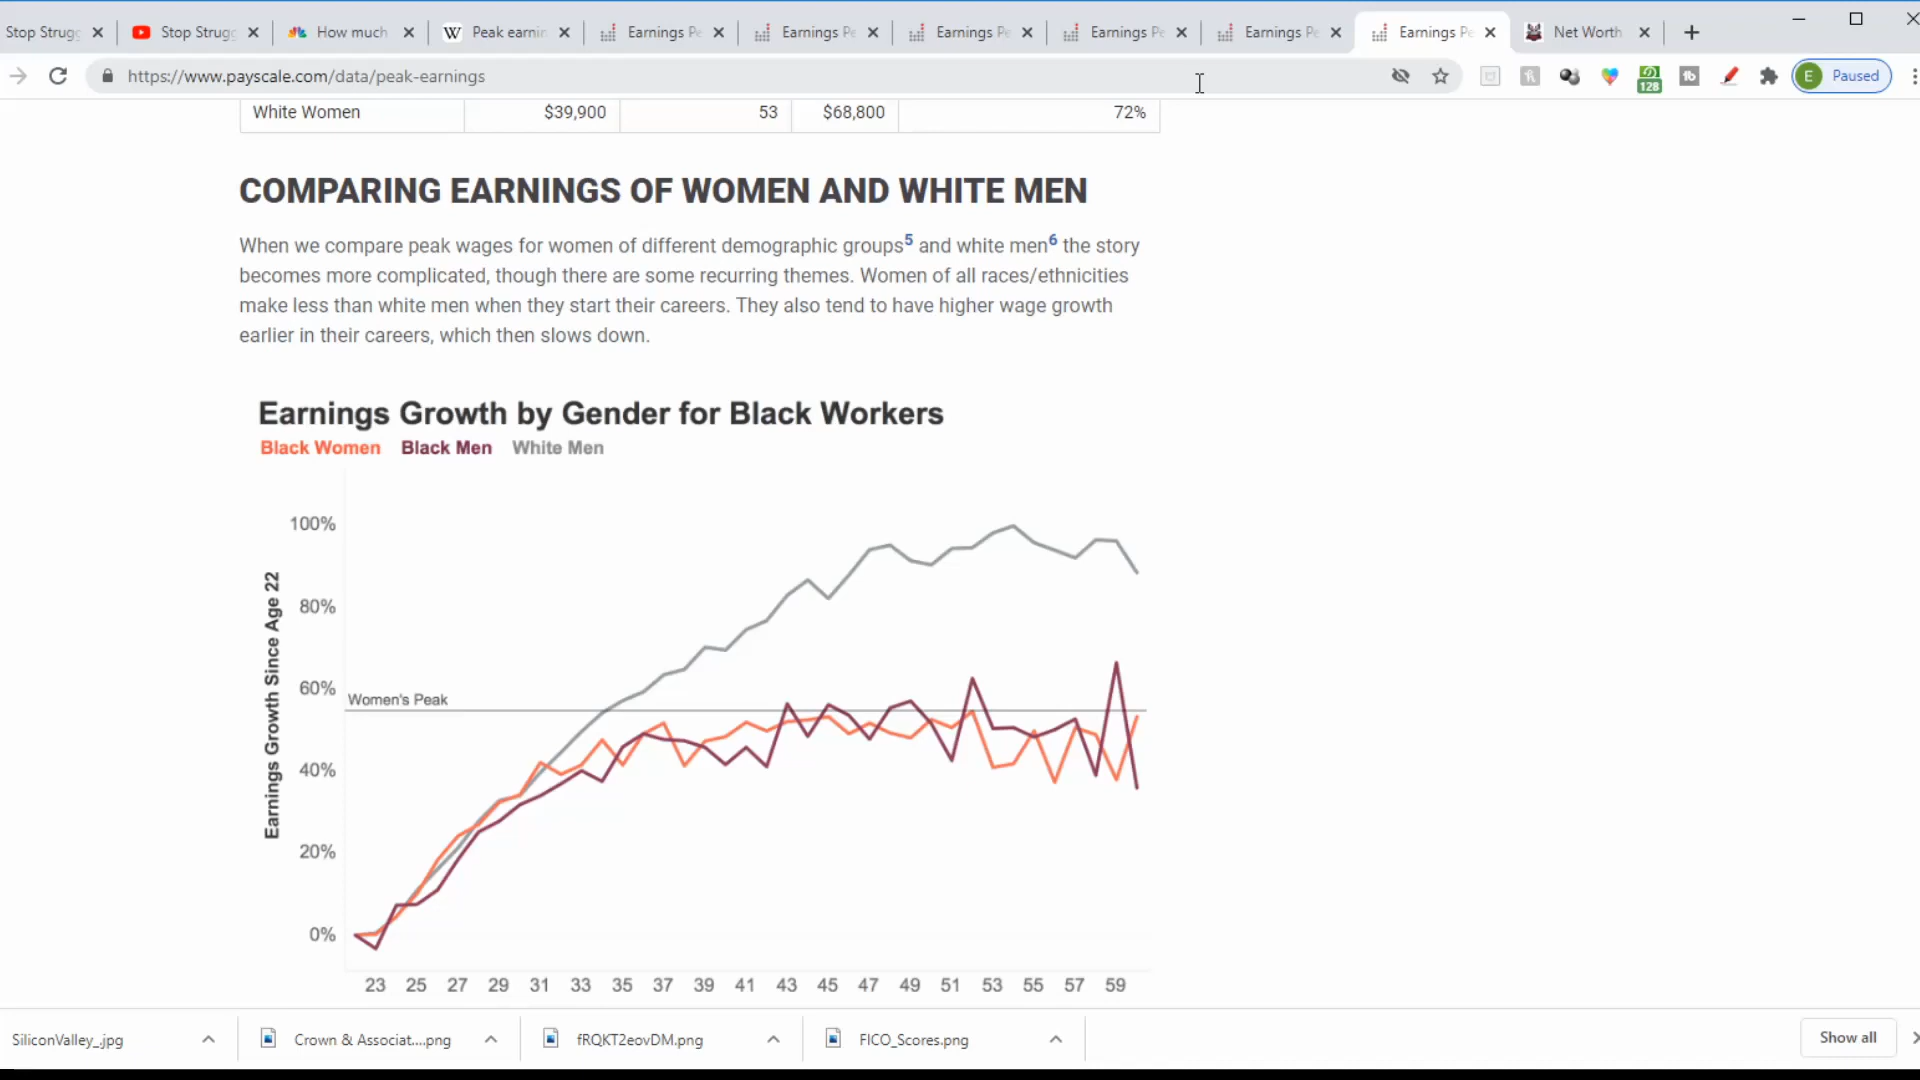 Stop Strugg
Stop Strug
How much
Peak earnin
Earnings Pe
Earnings Pe
Earnings Pe
Earnings Pe
Earnings Pe
Earnings Pe
Net Worth
https://www.payscale.com/data/peak-earnings
128
E Paused
White Women $39,900 53 $68,800 72%
COMPARING EARNINGS OF WOMEN AND WHITE MEN
When we compare peak wages for women of different demographic groups5 and white men6 the story
becomes more complicated, though there are some recurring themes. Women of all races/ethnicities
make less than white men when they start their careers. They also tend to have higher wage growth
earlier in their careers, which then slows down.
Earnings Growth by Gender for Black Workers
Black Women Black Men White Men
Earnings Growth Since Age 22
100%
80%
60%
Women's Peak
40%
20%
0%
23 25 27 29 31 33 35 37 39 41 43 45 47 49 51 53 55 57 59
SiliconValley_.jpg
Crown & Associat....png
fRQKT2eovDM.png
FICO_Scores.png
Show all